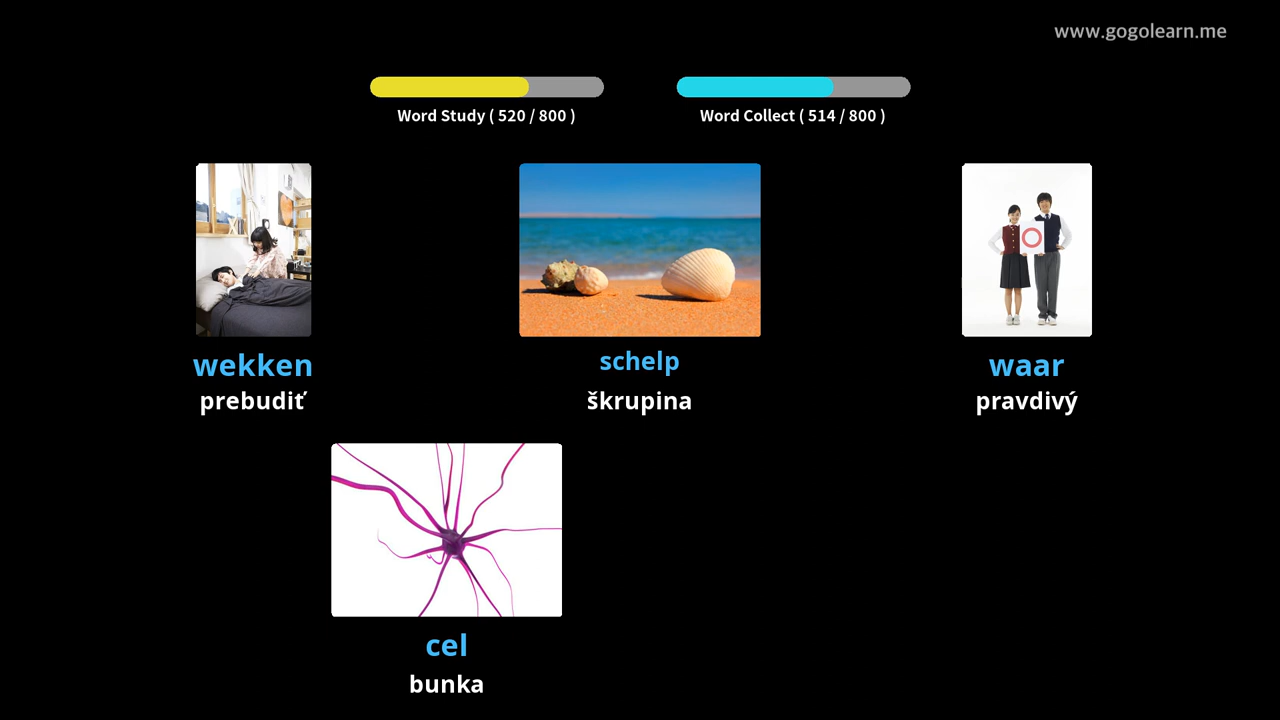 www.gogolearn.me
Word Study ( 520 / 800 )
Word Collect ( 514 / 800 )
wekken
prebudiť
schelp
škrupina
waar
pravdivý
cel
bunka